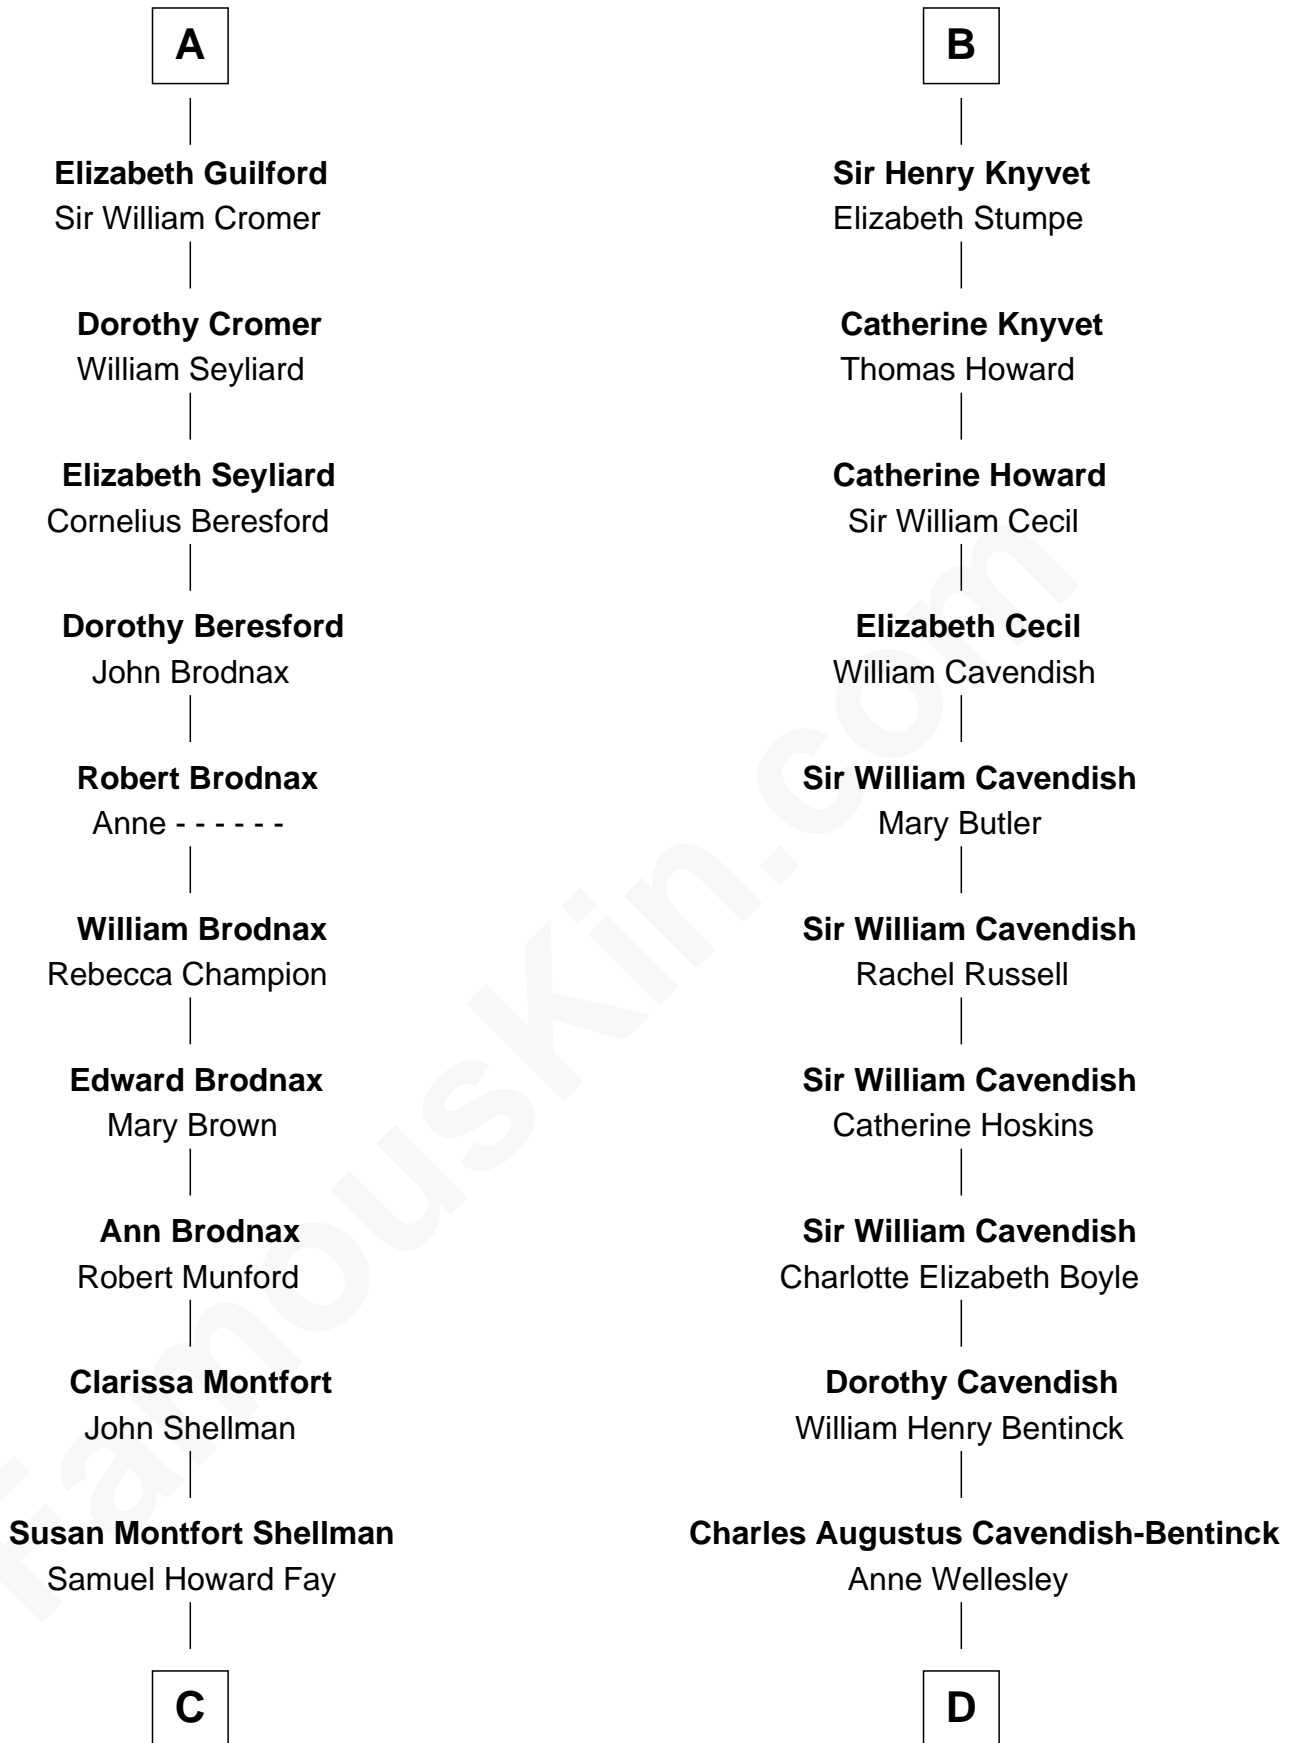 A
Elizabeth Guilford
Sir William Cromer
Dorothy Cromer
William Seyliard
Elizabeth Seyliard
Cornelius Beresford
Dorothy Beresford
John Brodnax
Robert Brodnax
Anne - - - - - -
William Brodnax
Rebecca Champion
Edward Brodnax
Mary Brown
Ann Brodnax
Robert Munford
Clarissa Montfort
John Shellman
Susan Montfort Shellman
Samuel Howard Fay
C
B
Sir Henry Knyvet
Elizabeth Stumpe
Catherine Knyvet
Thomas Howard
Catherine Howard
Sir William Cecil
Elizabeth Cecil
William Cavendish
Sir William Cavendish
Mary Butler
Sir William Cavendish
Rachel Russell
Sir William Cavendish
Catherine Hoskins
Sir William Cavendish
Charlotte Elizabeth Boyle
Dorothy Cavendish
William Henry Bentinck
Charles Augustus Cavendish-Bentinck
Anne Wellesley
D
FamousKin.com